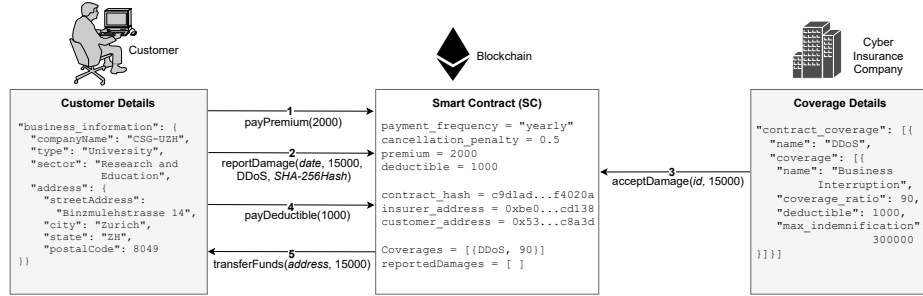 Customer
Blockchain
Cyber
Insurance
Company
Customer Details
"business_information": {
"companyName": "CSG-UZH",
"type": "University",
"sector": "Research and
Education",
"address": {
"streetAddress":
"Binzmulehstrasse 14",
"city": "Zurich",
"state": "ZH",
"postalCode": 8049
}}
1
payPremium(2000)
2
reportDamage(date, 15000,
DDoS, SHA-256Hash)
4
payDeductible(1000)
5
transferFunds(address, 15000)
Smart Contract (SC)
payment_frequency = "yearly"
cancellation_penalty = 0.5
premium = 2000
deductible = 1000
contract_hash = c9dlad...f4020a
insurer_address = 0xbe0...cd138
customer_address = 0x53...c8a3d
Coverages = [{DDoS, 90}]
reportedDamages = [ ]
3
acceptDamage(id, 15000)
Coverage Details
"contract_coverage": [{
"name": "DDoS",
"coverage": [{
"name": "Business
Interruption",
"coverage_ratio": 90,
"deductible": 1000,
"max_indemnification"
300000
}]}]